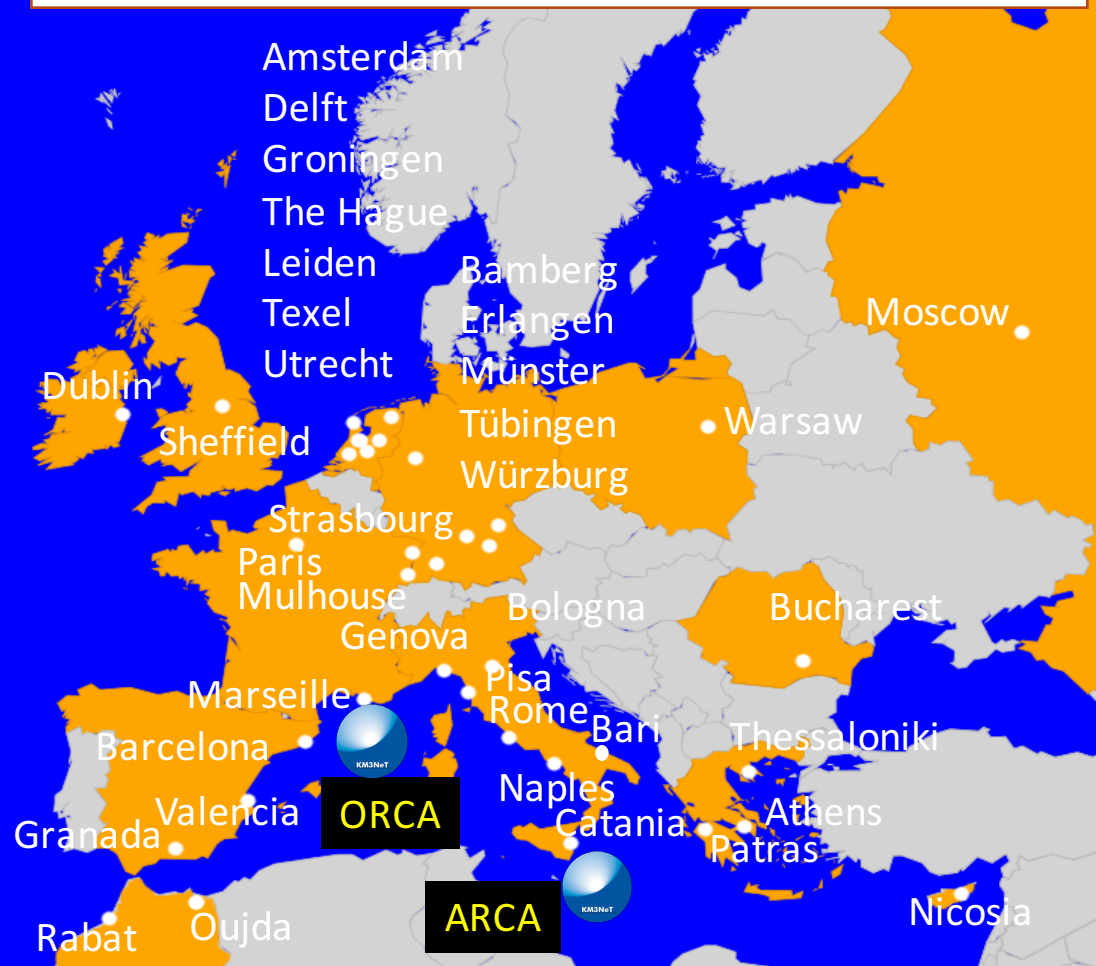 Amsterdam
Delft
Groningen
The Hague
Leiden
Texel
Utrecht
Bamberg
Erlangen
Münster
Tübingen
Würzburg
Moscow
Dublin
Sheffield
Warsaw
Strasbourg
Paris
Mulhouse
Bologna
Bucharest
Genova
Marseille
Pisa
Rome
Bari
Barcelona
Thessaloniki
KM3NeT
ORCA
Naples
Valencia
Granada
Catania
Athens
Patras
KM3NeT
ARCA
Nicosia
Rabat
Oujda